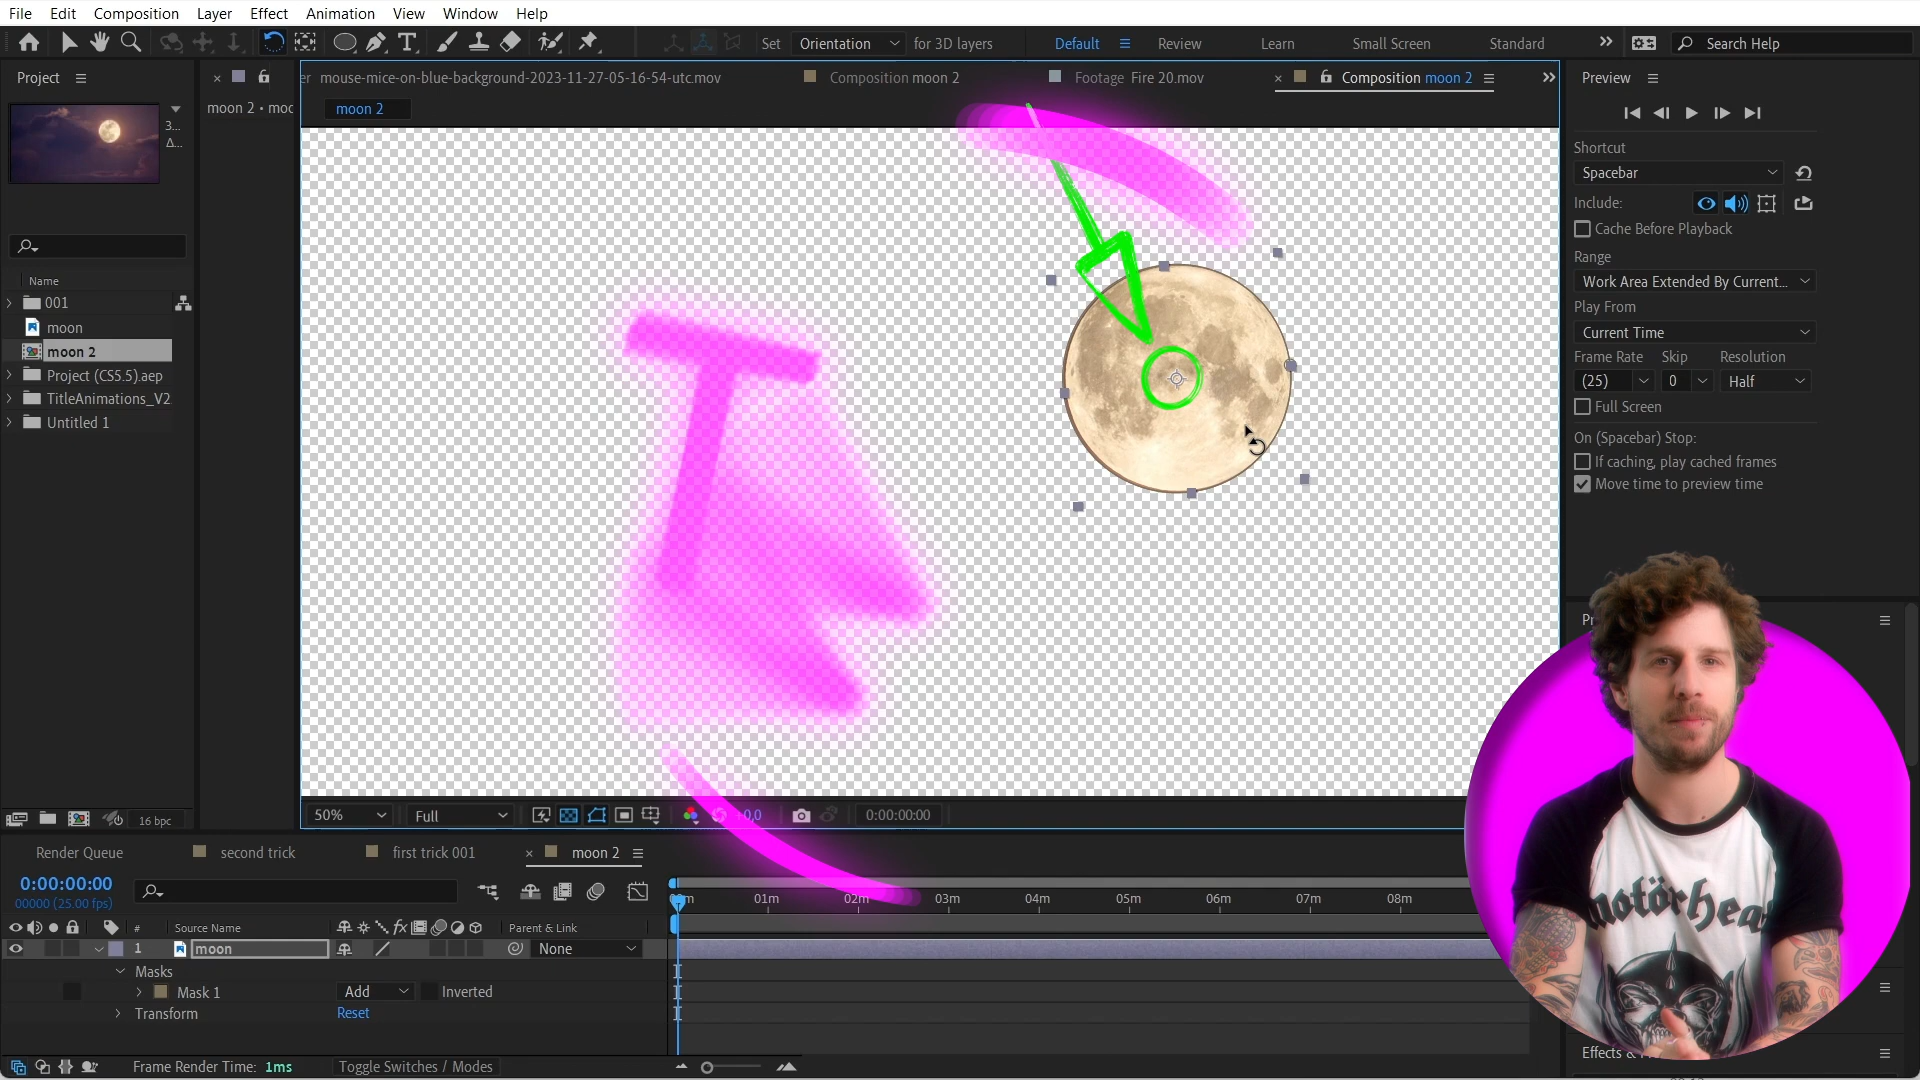 File Edit Composition Layer Effect Animation View Window Help
Set Orientation for 3D layers Default Review Learn Small Screen Standard Search Help
Project
mouse-mice-on-blue-background-2023-11-27-05-16-54-utc.mov Composition moon 2 Footage Fire 20.mov Composition moon 2
Preview
moon 2 • moo
moon 2
3...
Δ...
Shortcut
Spacebar
Include:
Cache Before Playback
Range
Work Area Extended By Current...
Play From
Current Time
Frame Rate Skip Resolution
(25) 0 Half
Full Screen
On (Spacebar) Stop:
If caching, play cached frames
Move time to preview time
Name
001
moon
moon 2
Project (CS5.5).aep
TitleAnimations_V2
Untitled 1
16 bpc
50% Full +0,0 0:00:00:00
Render Queue second trick first trick 001 moon 2
0:00:00:00
00000 (25.00 fps)
01m 02m 03m 04m 05m 06m 07m 08m
# Source Name fx Parent & Link
1 moon None
Masks
Mask 1 Add Inverted
Transform Reset
Frame Render Time: 1ms Toggle Switches / Modes
motörhead
Effects &